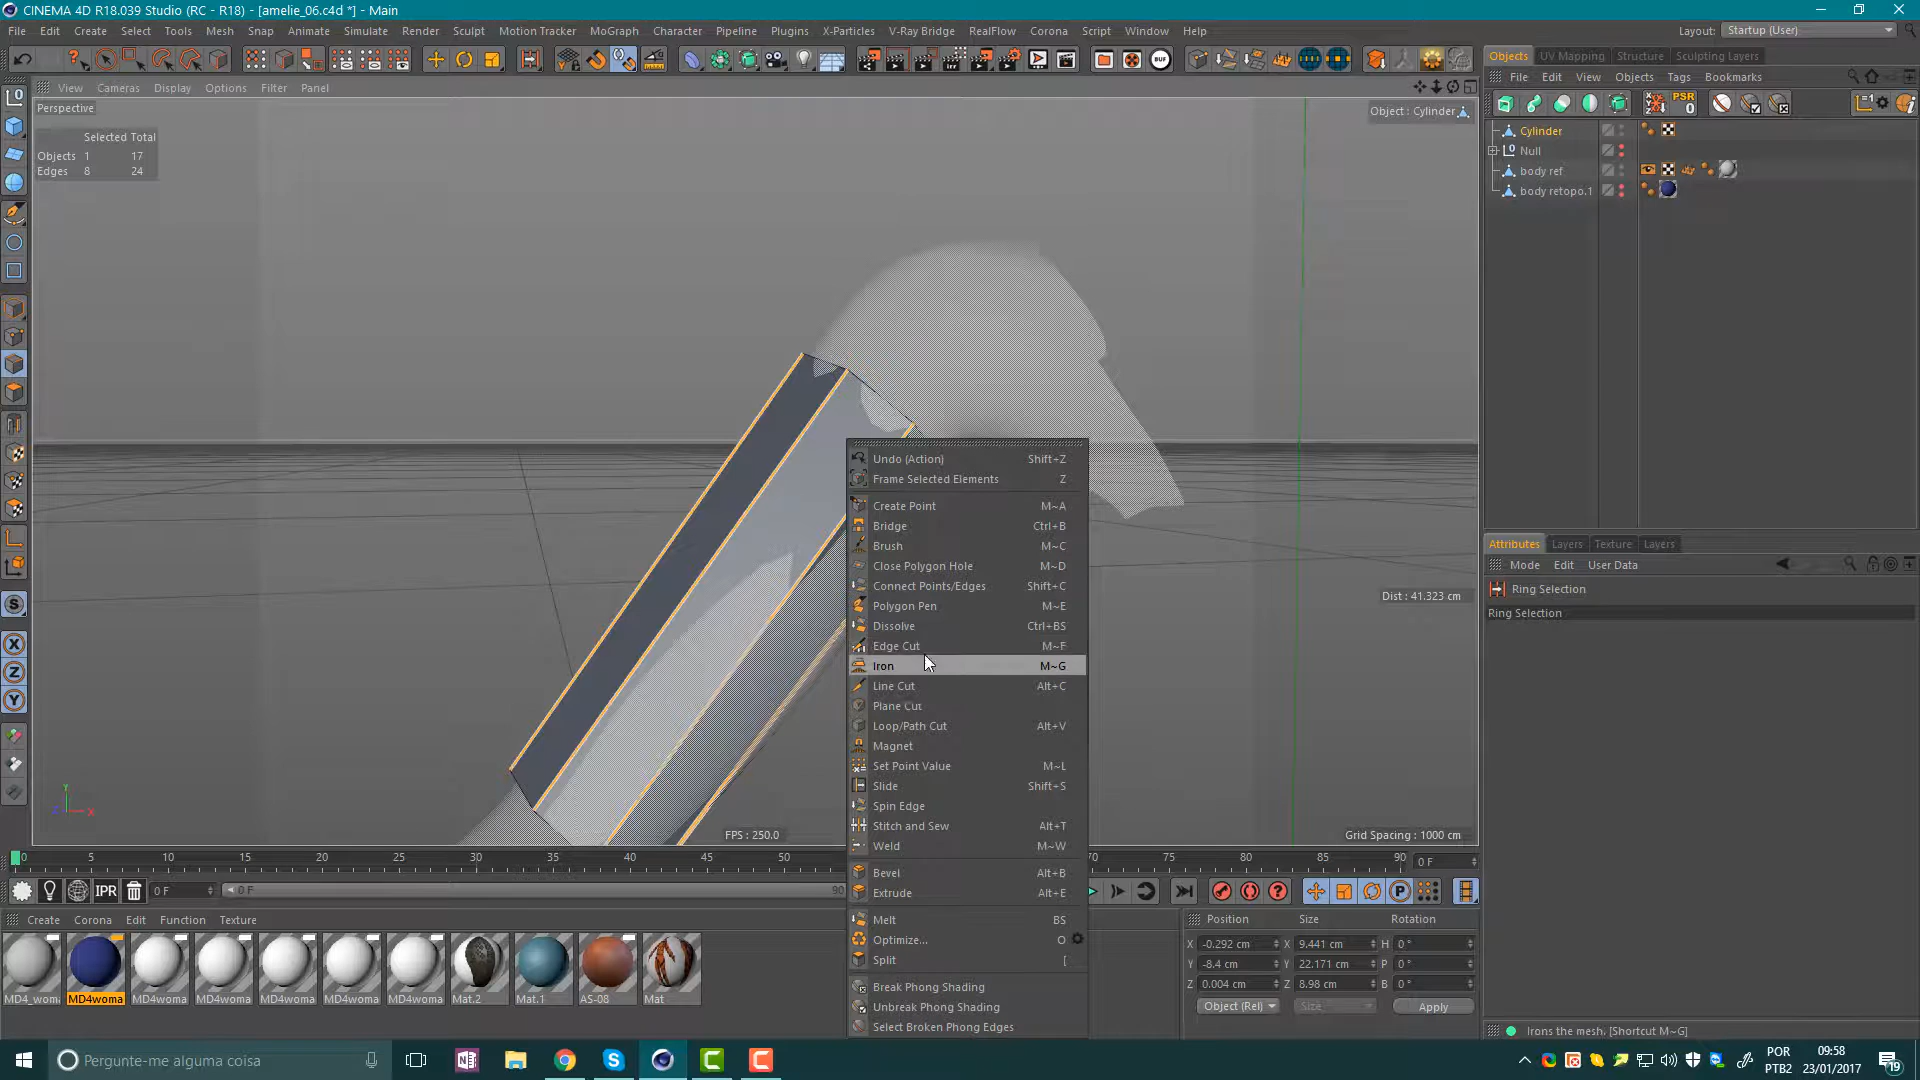 CINEMA 4D R18.039 Studio (RC - R18) - [amelie_06.c4d *] - Main
File Edit Create Select Tools Mesh Snap Animate Simulate Render Sculpt Motion Tracker MoGraph Character Pipeline Plugins X-Particles V-Ray Bridge RealFlow Corona Script Window Help
Layout: Startup (User)
Objects UV Mapping Structure Sculpting Layers
File Edit View Objects Tags Bookmarks
PSR
0
View Cameras Display Options Filter Panel
Perspective
Object : Cylinder
Selected Total
Objects 1 17
Edges 8 24
Cylinder
Null
body ref
body retopo.1
Undo (Action) Shift+Z
Frame Selected Elements Z
Create Point M~A
Bridge Ctrl+B
Brush M~C
Close Polygon Hole M~D
Connect Points/Edges Shift+C
Polygon Pen M~E
Dissolve Ctrl+BS
Edge Cut M~F
Iron M~G
Line Cut Alt+C
Plane Cut
Loop/Path Cut Alt+V
Magnet
Set Point Value M~L
Slide Shift+S
Spin Edge
Stitch and Sew Alt+T
Weld M~W
Bevel Alt+B
Extrude Alt+E
Melt BS
Optimize... O
Split [
Break Phong Shading
Unbreak Phong Shading
Select Broken Phong Edges
Dist : 41.323 cm
Attributes Layers Texture Layers
Mode Edit User Data
Ring Selection
Ring Selection
FPS : 250.0
Grid Spacing : 1000 cm
0 5 10 15 20 25 30 35 40 45 50 70 75 80 85 90 0 F
IPR 0 F 0 F 90
Create Corona Edit Function Texture
MD4_wom MD4woma MD4woma MD4woma MD4woma MD4woma MD4woma Mat.2 Mat.1 AS-08 Mat
Position Size Rotation
X -0.292 cm X 9.441 cm H 0 °
Y -8.4 cm Y 22.171 cm P 0 °
Z 0.004 cm Z 8.98 cm B 0 °
Object (Rel) Size Apply
Irons the mesh. [Shortcut M~G]
Pergunte-me alguma coisa
POR
PTB2
09:58
23/01/2017
19